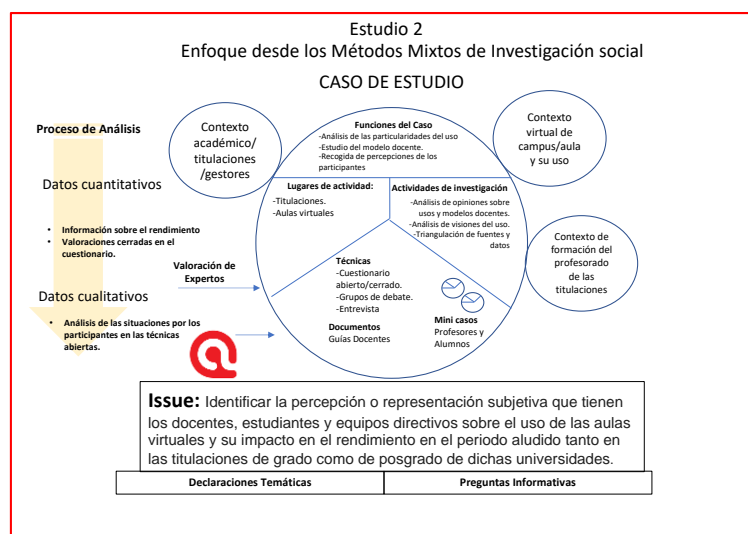 Estudio 2
Enfoque desde los Métodos Mixtos de Investigación social
CASO DE ESTUDIO
Proceso de Análisis
Datos cuantitativos
• Información sobre el rendimiento
• Valoraciones cerradas en el
cuestionario.
Valoración de
Expertos
Datos cualitativos
• Análisis de las situaciones por los
participantes en las técnicas
abiertas.
Contexto
académico/
titulaciones
/gestores
Funciones del Caso
-Análisis de las particularidades del uso
-Estudio del modelo docente.
-Recogida de percepciones de los
participantes
Contexto
virtual de
campus/aula
y su uso
Lugares de actividad:
-Titulaciones.
-Aulas virtuales
Actividades de investigación
-Análisis de opiniones sobre
usos y modelos docentes.
-Análisis de visiones del uso.
-Triangulación de fuentes y
datos
Contexto de
formación del
profesorado
de las
titulaciones
Técnicas
-Cuestionario
abierto/cerrado.
-Grupos de debate.
-Entrevista
Documentos
Guías Docentes
Mini casos
Profesores y
Alumnos
Issue: Identificar la percepción o representación subjetiva que tienen
los docentes, estudiantes y equipos directivos sobre el uso de las aulas
virtuales y su impacto en el rendimiento en el periodo aludido tanto en
las titulaciones de grado como de posgrado de dichas universidades.
Declaraciones Temáticas
Preguntas Informativas